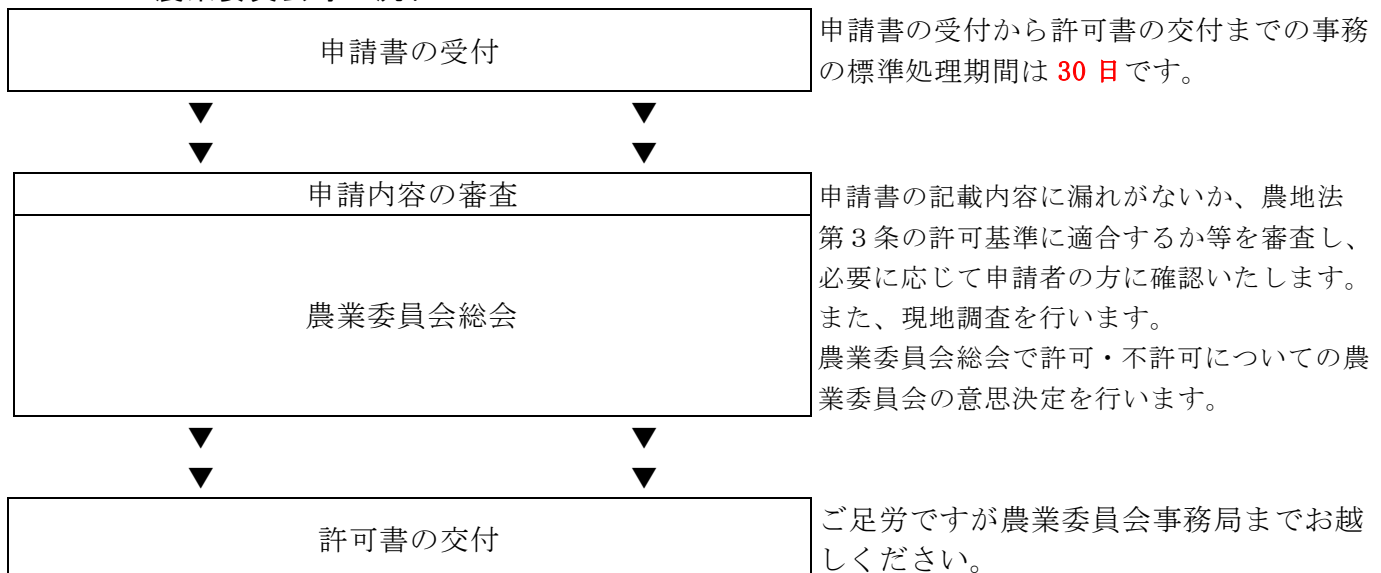 申請書の受付
申請書の受付から許可書の交付までの事務
の標準処理期間は 30 日です。
▼ ▼
▼ ▼
申請内容の審査
農業委員会総会
申請書の記載内容に漏れがないか、農地法
第３条の許可基準に適合するか等を審査し、
必要に応じて申請者の方に確認いたします。
また、現地調査を行います。
農業委員会総会で許可・不許可についての農
業委員会の意思決定を行います。
▼ ▼
▼ ▼
許可書の交付
ご足労ですが農業委員会事務局までお越
しください。